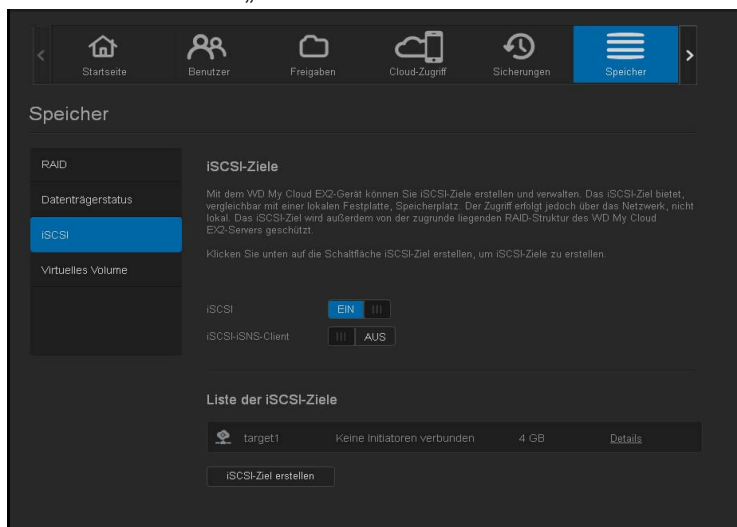 „
Startseite
Benutzer
Freigaben
Cloud-Zugriff
Sicherungen
Speicher
Speicher
RAID
Datenträgerstatus
iSCSI
Virtuelles Volume
iSCSI-Ziele
Mit dem WD My Cloud EX2-Gerät können Sie iSCSI-Ziele erstellen und verwalten. Das iSCSI-Ziel bietet,
vergleichbar mit einer lokalen Festplatte, Speicherplatz. Der Zugriff erfolgt jedoch über das Netzwerk, nicht
lokal. Das iSCSI-Ziel wird außerdem von der zugrunde liegenden RAID-Struktur des WD My Cloud
EX2-Servers geschützt.
Klicken Sie unten auf die Schaltfläche iSCSI-Ziel erstellen, um iSCSI-Ziele zu erstellen.
iSCSI EIN
iSCSI-iSNS-Client AUS
Liste der iSCSI-Ziele
target1 Keine Initiatoren verbunden 4 GB Details
iSCSI-Ziel erstellen